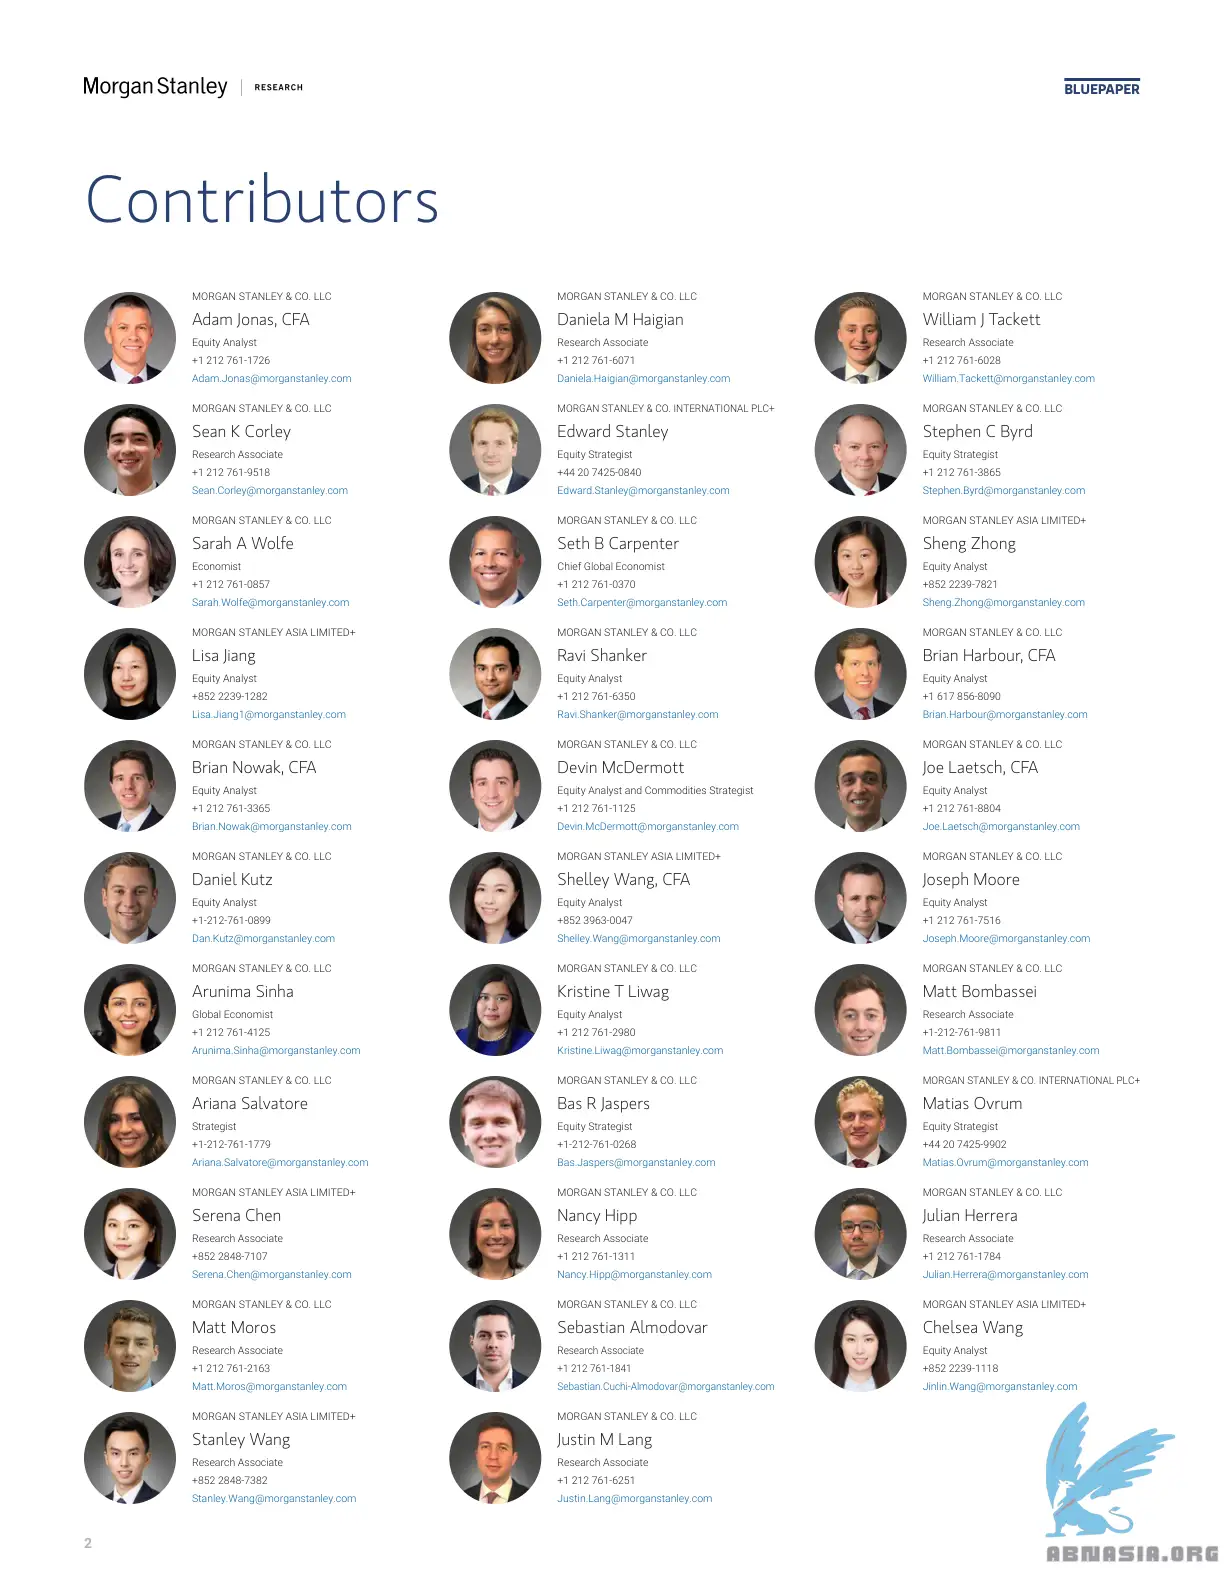 Morgan Stanley | RESEARCH
BLUEPAPER
Contributors
MORGAN STANLEY & CO. LLC
Adam Jonas, CFA
Equity Analyst
+1 212 761-1726
Adam.Jonas@morganstanley.com
MORGAN STANLEY & CO. LLC
Daniela M Haigian
Research Associate
+1 212 761-6071
Daniela.Haigian@morganstanley.com
MORGAN STANLEY & CO. LLC
William J Tackett
Research Associate
+1 212 761-6028
William.Tackett@morganstanley.com
MORGAN STANLEY & CO. LLC
Sean K Corley
Research Associate
+1 212 761-9518
Sean.Corley@morganstanley.com
MORGAN STANLEY & CO. INTERNATIONAL PLC+
Edward Stanley
Equity Strategist
+44 20 7425-0840
Edward.Stanley@morganstanley.com
MORGAN STANLEY & CO. LLC
Stephen C Byrd
Equity Strategist
+1 212 761-3865
Stephen.Byrd@morganstanley.com
MORGAN STANLEY & CO. LLC
Sarah A Wolfe
Economist
+1 212 761-0857
Sarah.Wolfe@morganstanley.com
MORGAN STANLEY & CO. LLC
Seth B Carpenter
Chief Global Economist
+1 212 761-0370
Seth.Carpenter@morganstanley.com
MORGAN STANLEY ASIA LIMITED+
Sheng Zhong
Equity Analyst
+852 2239-7821
Sheng.Zhong@morganstanley.com
MORGAN STANLEY ASIA LIMITED+
Lisa Jiang
Equity Analyst
+852 2239-1282
Lisa.Jiang1@morganstanley.com
MORGAN STANLEY & CO. LLC
Ravi Shanker
Equity Analyst
+1 212 761-6350
Ravi.Shanker@morganstanley.com
MORGAN STANLEY & CO. LLC
Brian Harbour, CFA
Equity Analyst
+1 617 856-8090
Brian.Harbour@morganstanley.com
MORGAN STANLEY & CO. LLC
Brian Nowak, CFA
Equity Analyst
+1 212 761-3365
Brian.Nowak@morganstanley.com
MORGAN STANLEY & CO. LLC
Devin McDermott
Equity Analyst and Commodities Strategist
+1 212 761-1125
Devin.McDermott@morganstanley.com
MORGAN STANLEY & CO. LLC
Joe Laetsch, CFA
Equity Analyst
+1 212 761-8804
Joe.Laetsch@morganstanley.com
MORGAN STANLEY & CO. LLC
Daniel Kutz
Equity Analyst
+1-212-761-0899
Dan.Kutz@morganstanley.com
MORGAN STANLEY ASIA LIMITED+
Shelley Wang, CFA
Equity Analyst
+852 3963-0047
Shelley.Wang@morganstanley.com
MORGAN STANLEY & CO. LLC
Joseph Moore
Equity Analyst
+1 212 761-7516
Joseph.Moore@morganstanley.com
MORGAN STANLEY & CO. LLC
Arunima Sinha
Global Economist
+1 212 761-4125
Arunima.Sinha@morganstanley.com
MORGAN STANLEY & CO. LLC
Kristine T Liwag
Equity Analyst
+1 212 761-2980
Kristine.Liwag@morganstanley.com
MORGAN STANLEY & CO. LLC
Matt Bombassei
Research Associate
+1-212-761-9811
Matt.Bombassei@morganstanley.com
MORGAN STANLEY & CO. LLC
Ariana Salvatore
Strategist
+1-212-761-1779
Ariana.Salvatore@morganstanley.com
MORGAN STANLEY & CO. LLC
Bas R Jaspers
Equity Strategist
+1-212-761-0268
Bas.Jaspers@morganstanley.com
MORGAN STANLEY & CO. INTERNATIONAL PLC+
Matias Ovrum
Equity Strategist
+44 20 7425-9902
Matias.Ovrum@morganstanley.com
MORGAN STANLEY ASIA LIMITED+
Serena Chen
Research Associate
+852 2848-7107
Serena.Chen@morganstanley.com
MORGAN STANLEY & CO. LLC
Nancy Hipp
Research Associate
+1 212 761-1311
Nancy.Hipp@morganstanley.com
MORGAN STANLEY & CO. LLC
Julian Herrera
Research Associate
+1 212 761-1784
Julian.Herrera@morganstanley.com
MORGAN STANLEY & CO. LLC
Matt Moros
Research Associate
+1 212 761-2163
Matt.Moros@morganstanley.com
MORGAN STANLEY & CO. LLC
Sebastian Almodovar
Research Associate
+1 212 761-1841
Sebastian.Cuchi-Almodovar@morganstanley.com
MORGAN STANLEY ASIA LIMITED+
Chelsea Wang
Equity Analyst
+852 2239-1118
Jinlin.Wang@morganstanley.com
MORGAN STANLEY ASIA LIMITED+
Stanley Wang
Research Associate
+852 2848-7382
Stanley.Wang@morganstanley.com
MORGAN STANLEY & CO. LLC
Justin M Lang
Research Associate
+1 212 761-6251
Justin.Lang@morganstanley.com
2
ABNASIA.ORG